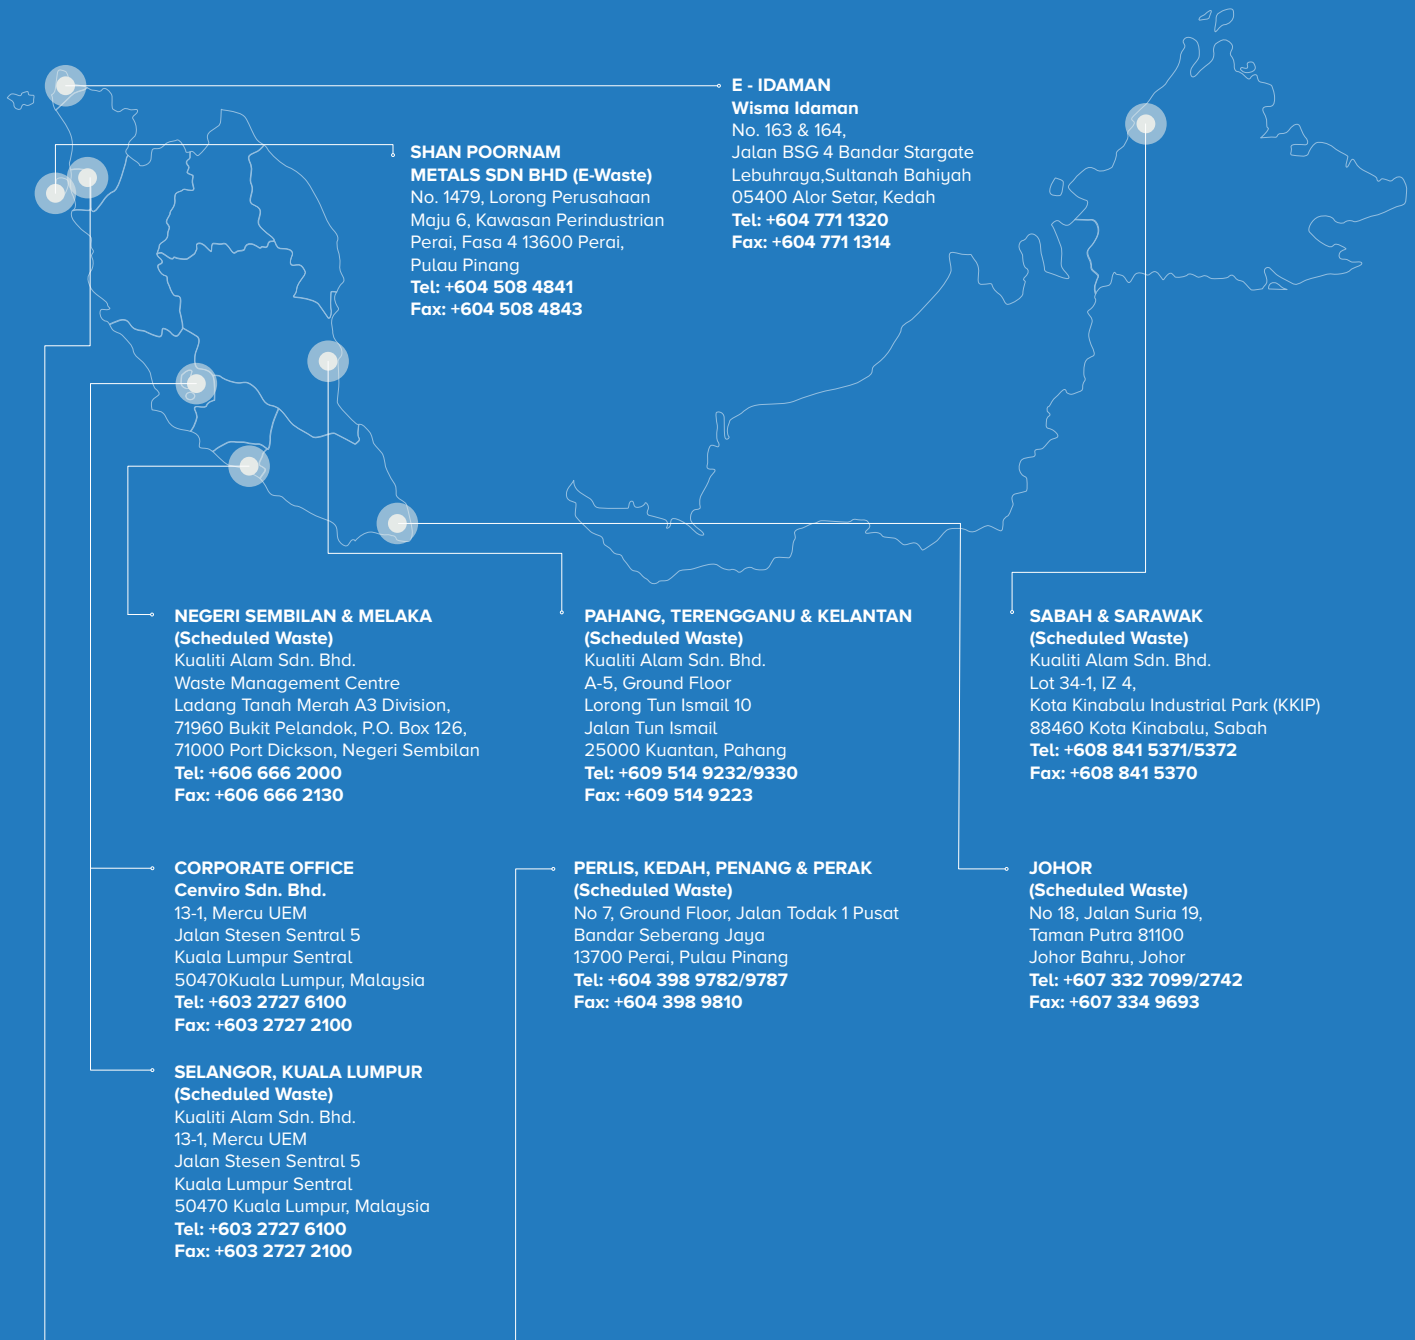 E - IDAMAN
Wisma Idaman
No. 163 & 164,
Jalan BSG 4 Bandar Stargate
Lebuhraya,Sultanah Bahiyah
05400 Alor Setar, Kedah
Tel: +604 771 1320
Fax: +604 771 1314
SHAN POORNAM
METALS SDN BHD (E-Waste)
No. 1479, Lorong Perusahaan
Maju 6, Kawasan Perindustrian
Perai, Fasa 4 13600 Perai,
Pulau Pinang
Tel: +604 508 4841
Fax: +604 508 4843
NEGERI SEMBILAN & MELAKA
(Scheduled Waste)
Kualiti Alam Sdn. Bhd.
Waste Management Centre
Ladang Tanah Merah A3 Division,
71960 Bukit Pelandok, P.O. Box 126,
71000 Port Dickson, Negeri Sembilan
Tel: +606 666 2000
Fax: +606 666 2130
PAHANG, TERENGGANU & KELANTAN
(Scheduled Waste)
Kualiti Alam Sdn. Bhd.
A-5, Ground Floor
Lorong Tun Ismail 10
Jalan Tun Ismail
25000 Kuantan, Pahang
Tel: +609 514 9232/9330
Fax: +609 514 9223
SABAH & SARAWAK
(Scheduled Waste)
Kualiti Alam Sdn. Bhd.
Lot 34-1, IZ 4,
Kota Kinabalu Industrial Park (KKIP)
88460 Kota Kinabalu, Sabah
Tel: +608 841 5371/5372
Fax: +608 841 5370
CORPORATE OFFICE
Cenviro Sdn. Bhd.
13-1, Mercu UEM
Jalan Stesen Sentral 5
Kuala Lumpur Sentral
50470Kuala Lumpur, Malaysia
Tel: +603 2727 6100
Fax: +603 2727 2100
PERLIS, KEDAH, PENANG & PERAK
(Scheduled Waste)
No 7, Ground Floor, Jalan Todak 1 Pusat
Bandar Seberang Jaya
13700 Perai, Pulau Pinang
Tel: +604 398 9782/9787
Fax: +604 398 9810
JOHOR
(Scheduled Waste)
No 18, Jalan Suria 19,
Taman Putra 81100
Johor Bahru, Johor
Tel: +607 332 7099/2742
Fax: +607 334 9693
SELANGOR, KUALA LUMPUR
(Scheduled Waste)
Kualiti Alam Sdn. Bhd.
13-1, Mercu UEM
Jalan Stesen Sentral 5
Kuala Lumpur Sentral
50470 Kuala Lumpur, Malaysia
Tel: +603 2727 6100
Fax: +603 2727 2100